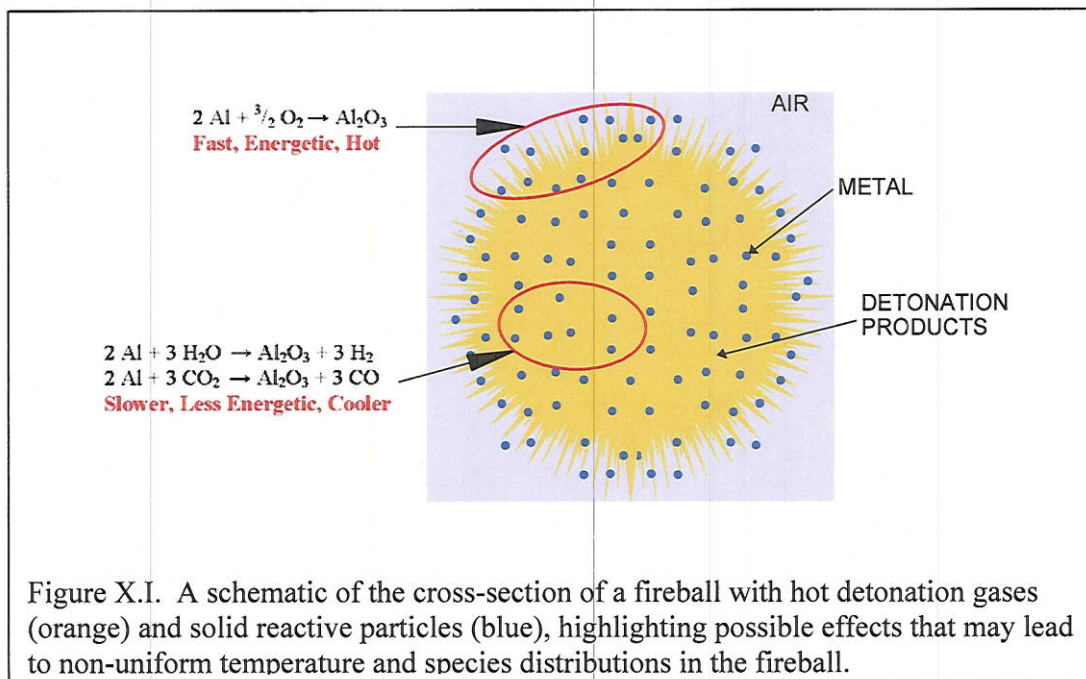 AIR
2 Al + 3/2 O₂ → Al₂O₃
Fast, Energetic, Hot
METAL
DETONATION
PRODUCTS
2 Al + 3 H₂O → Al₂O₃ + 3 H₂
2 Al + 3 CO₂ → Al₂O₃ + 3 CO
Slower, Less Energetic, Cooler
Figure X.I. A schematic of the cross-section of a fireball with hot detonation gases
(orange) and solid reactive particles (blue), highlighting possible effects that may lead
to non-uniform temperature and species distributions in the fireball.